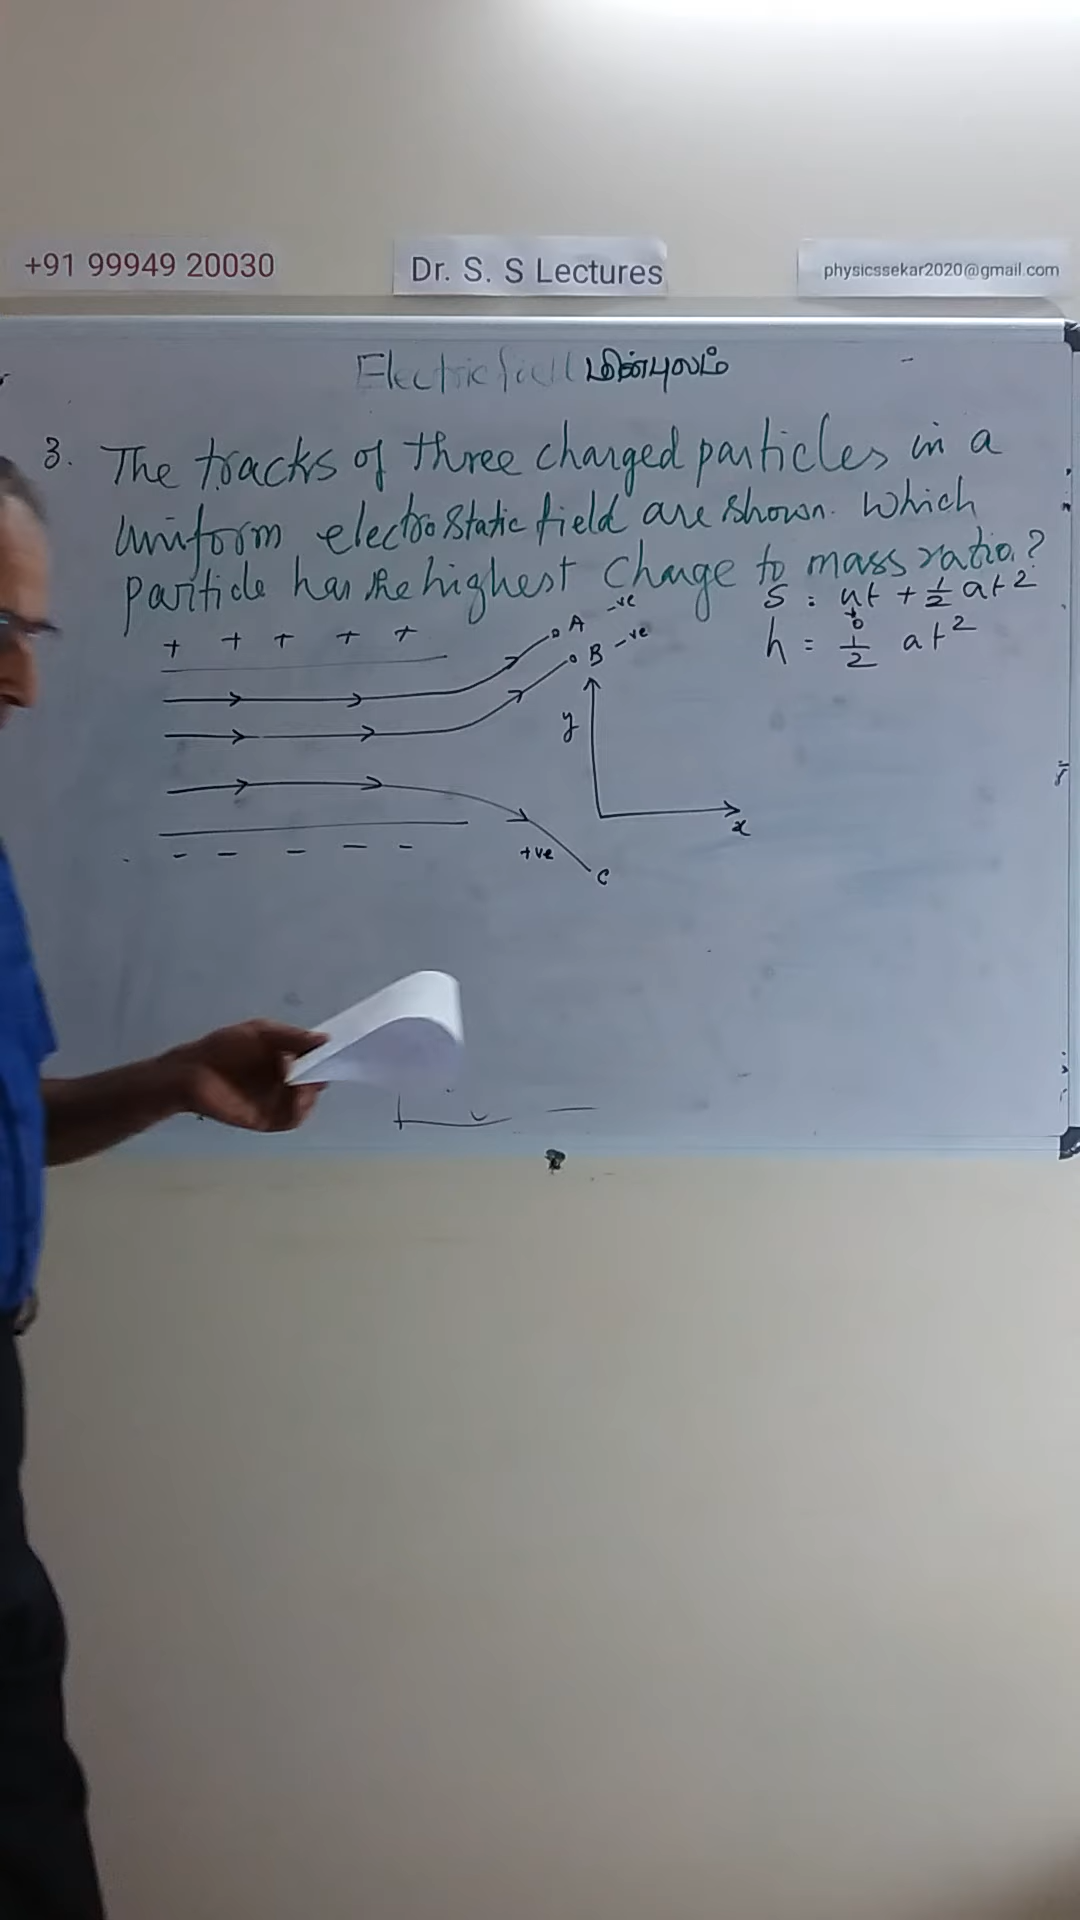 +91 99949 20030
Dr. S. S Lectures
physicssekar2020@gmail.com
Electric field மின்புலம்
3. The tracks of three charged particles in a
uniform electrostatic field are shown. Which
particle has the highest Charge to mass ratio?
S = ut + 1/2 at²
0
h = 1/2 at²
+ + + + +
A -ve
B -ve
y
x
- - - - -
+ve
C